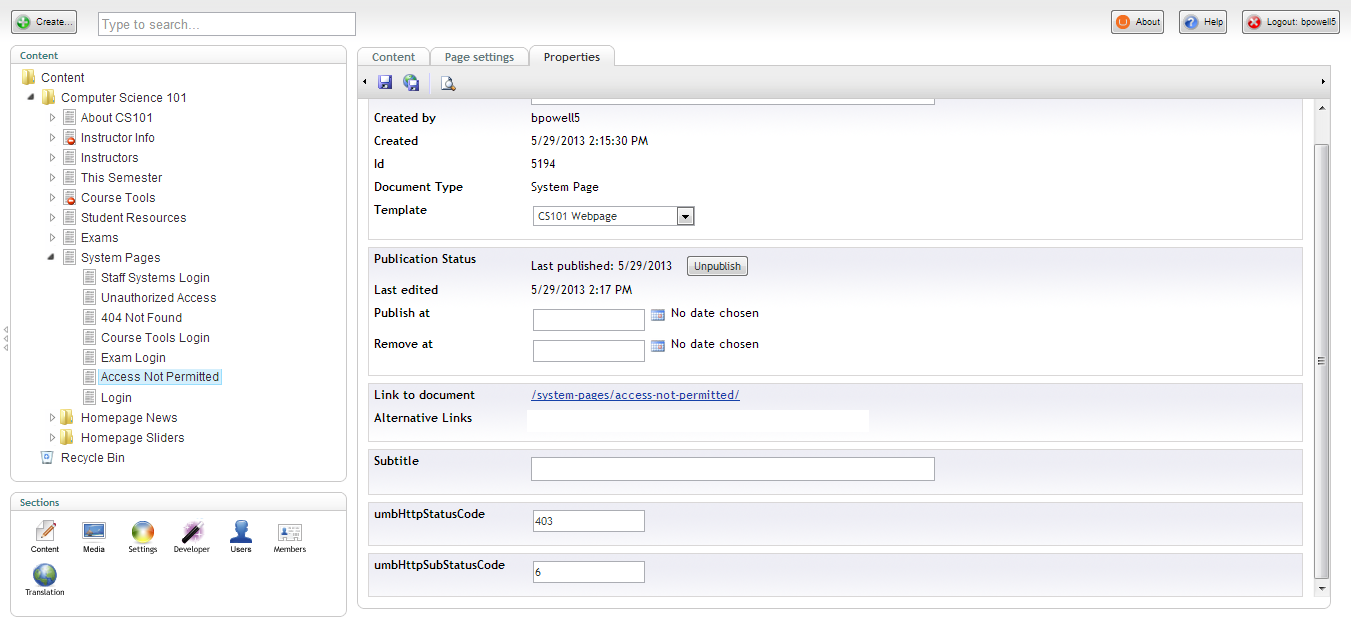 Create...
Type to search...
About
Help
Logout: bpowell5
Content
Content
Computer Science 101
About CS101
Instructor Info
Instructors
This Semester
Course Tools
Student Resources
Exams
System Pages
Staff Systems Login
Unauthorized Access
404 Not Found
Course Tools Login
Exam Login
Access Not Permitted
Login
Homepage News
Homepage Sliders
Recycle Bin
Sections
Content
Media
Settings
Developer
Users
Members
Translation
Content
Page settings
Properties
Created by bpowell5
Created 5/29/2013 2:15:30 PM
Id 5194
Document Type System Page
Template CS101 Webpage
Publication Status Last published: 5/29/2013 Unpublish
Last edited 5/29/2013 2:17 PM
Publish at No date chosen
Remove at No date chosen
Link to document /system-pages/access-not-permitted/
Alternative Links
Subtitle
umbHttpStatusCode 403
umbHttpSubStatusCode 6